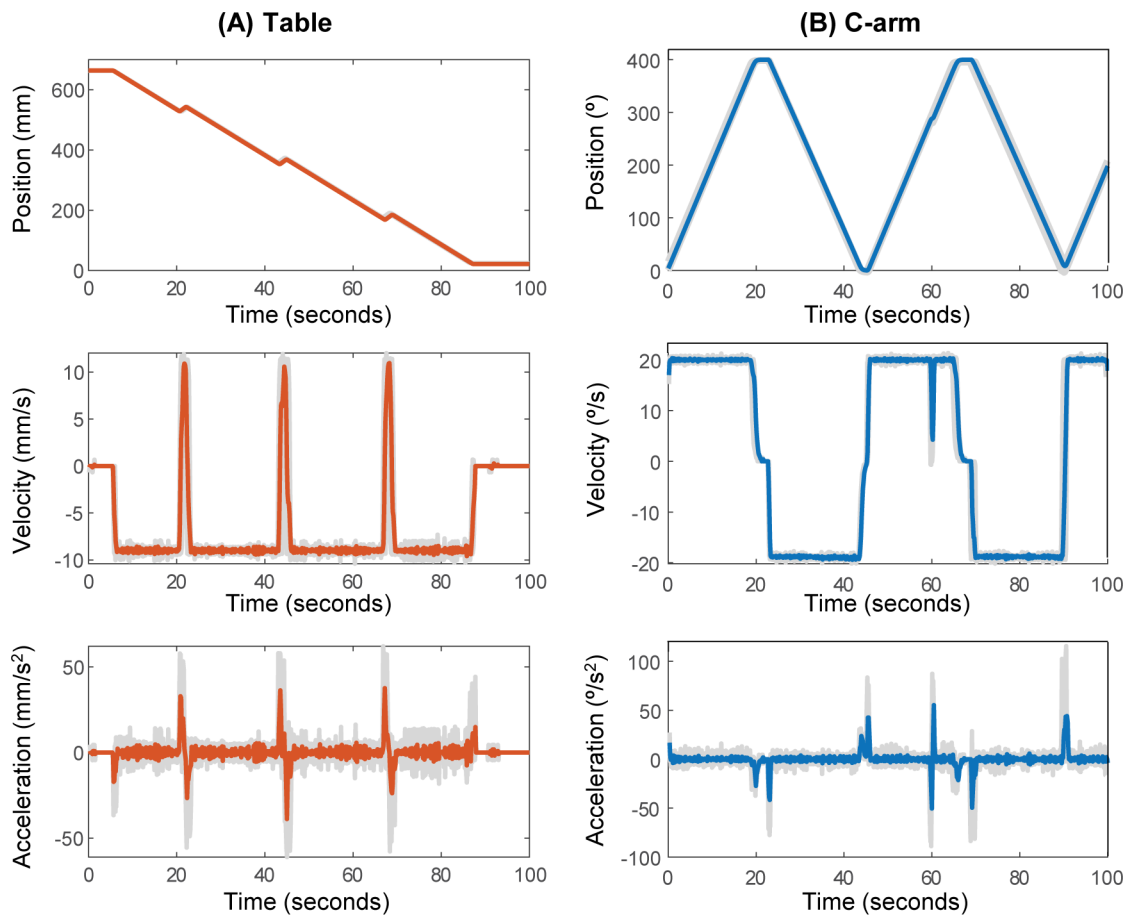 (A) Table
(B) C-arm
Position (mm)
600
400
200
0
0 20 40 60 80 100
Time (seconds)
Position (º)
400
300
200
100
0
0 20 40 60 80 100
Time (seconds)
Velocity (mm/s)
10
5
0
-5
-10
0 20 40 60 80 100
Time (seconds)
Velocity (º/s)
20
10
0
-10
-20
0 20 40 60 80 100
Time (seconds)
Acceleration (mm/s²)
50
0
-50
0 20 40 60 80 100
Time (seconds)
Acceleration (º/s²)
100
50
0
-50
-100
0 20 40 60 80 100
Time (seconds)